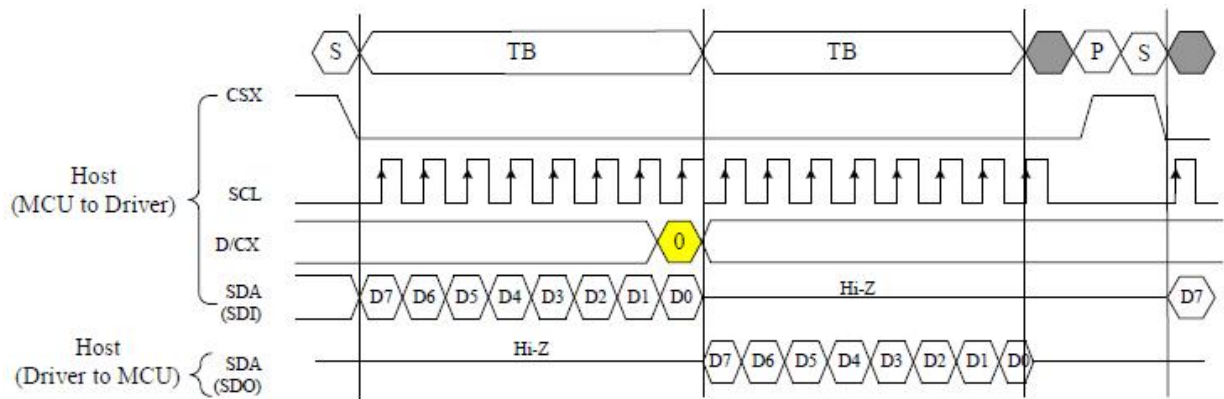 S TB TB P S
CSX
Host
(MCU to Driver)
SCL
D/CX 0
SDA
(SDI)
D7 D6 D5 D4 D3 D2 D1 D0 Hi-Z D7
Host
(Driver to MCU)
SDA
(SDO)
Hi-Z D7 D6 D5 D4 D3 D2 D1 D0